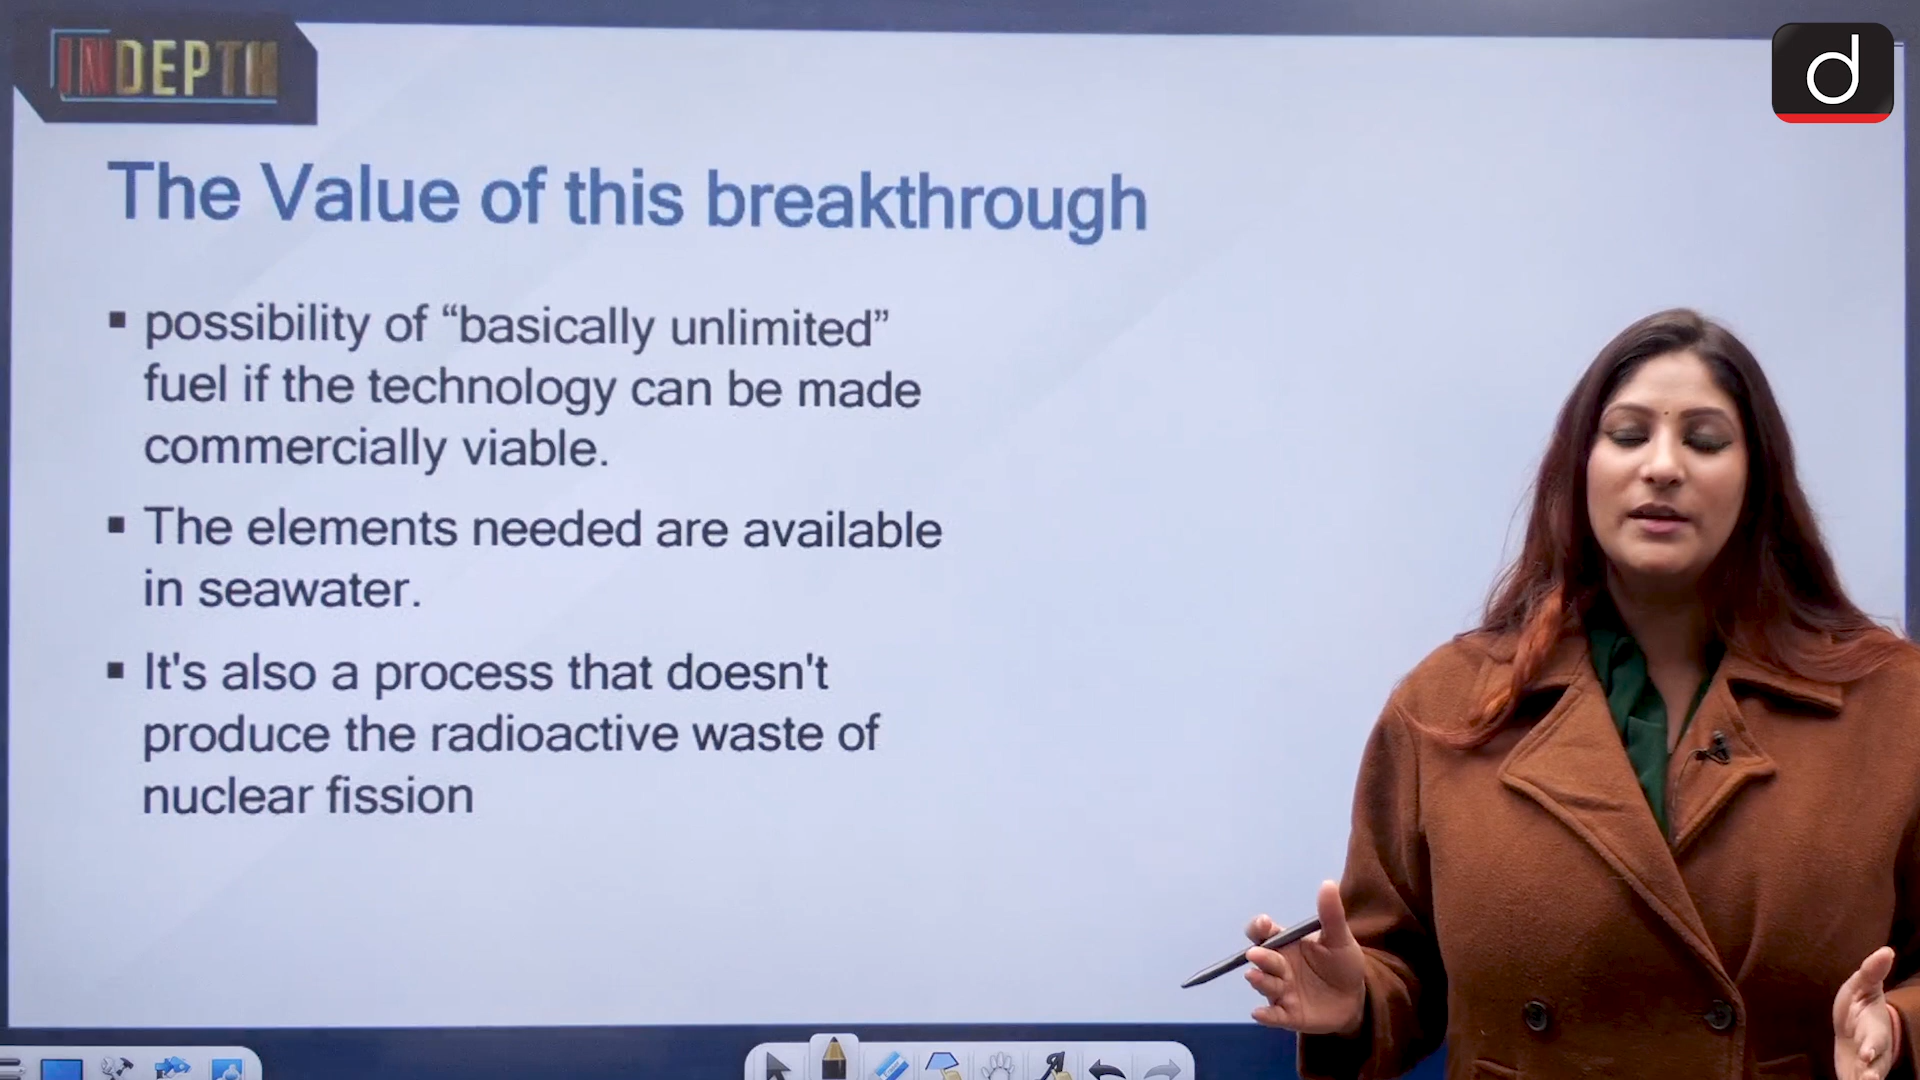 INDEPTH
d
The Value of this breakthrough
▪ possibility of “basically unlimited”
fuel if the technology can be made
commercially viable.
▪ The elements needed are available
in seawater.
▪ It's also a process that doesn't
produce the radioactive waste of
nuclear fission